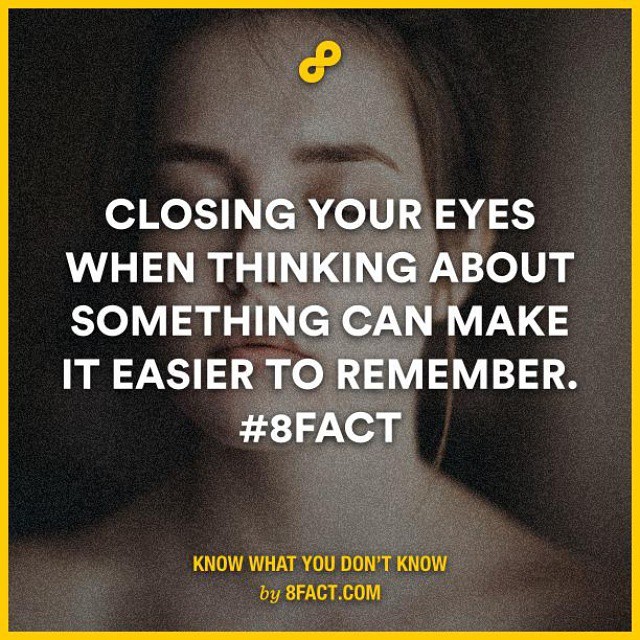 CLOSING YOUR EYES
WHEN THINKING ABOUT
SOMETHING CAN MAKE
IT EASIER TO REMEMBER.
#8FACT
KNOW WHAT YOU DON'T KNOW
by 8FACT.COM